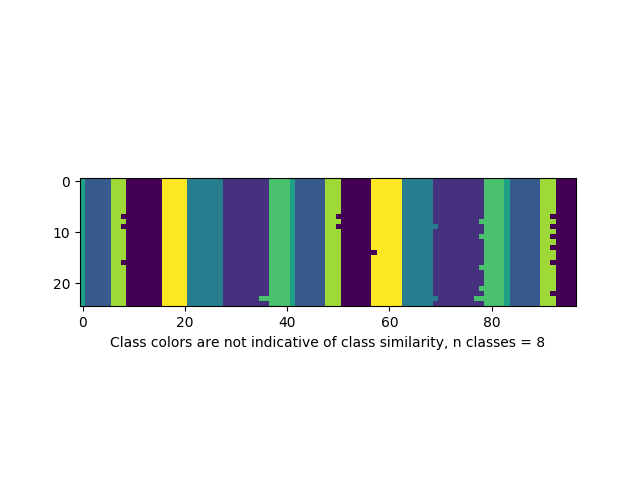 0
10
20
0 20 40 60 80
Class colors are not indicative of class similarity, n classes = 8